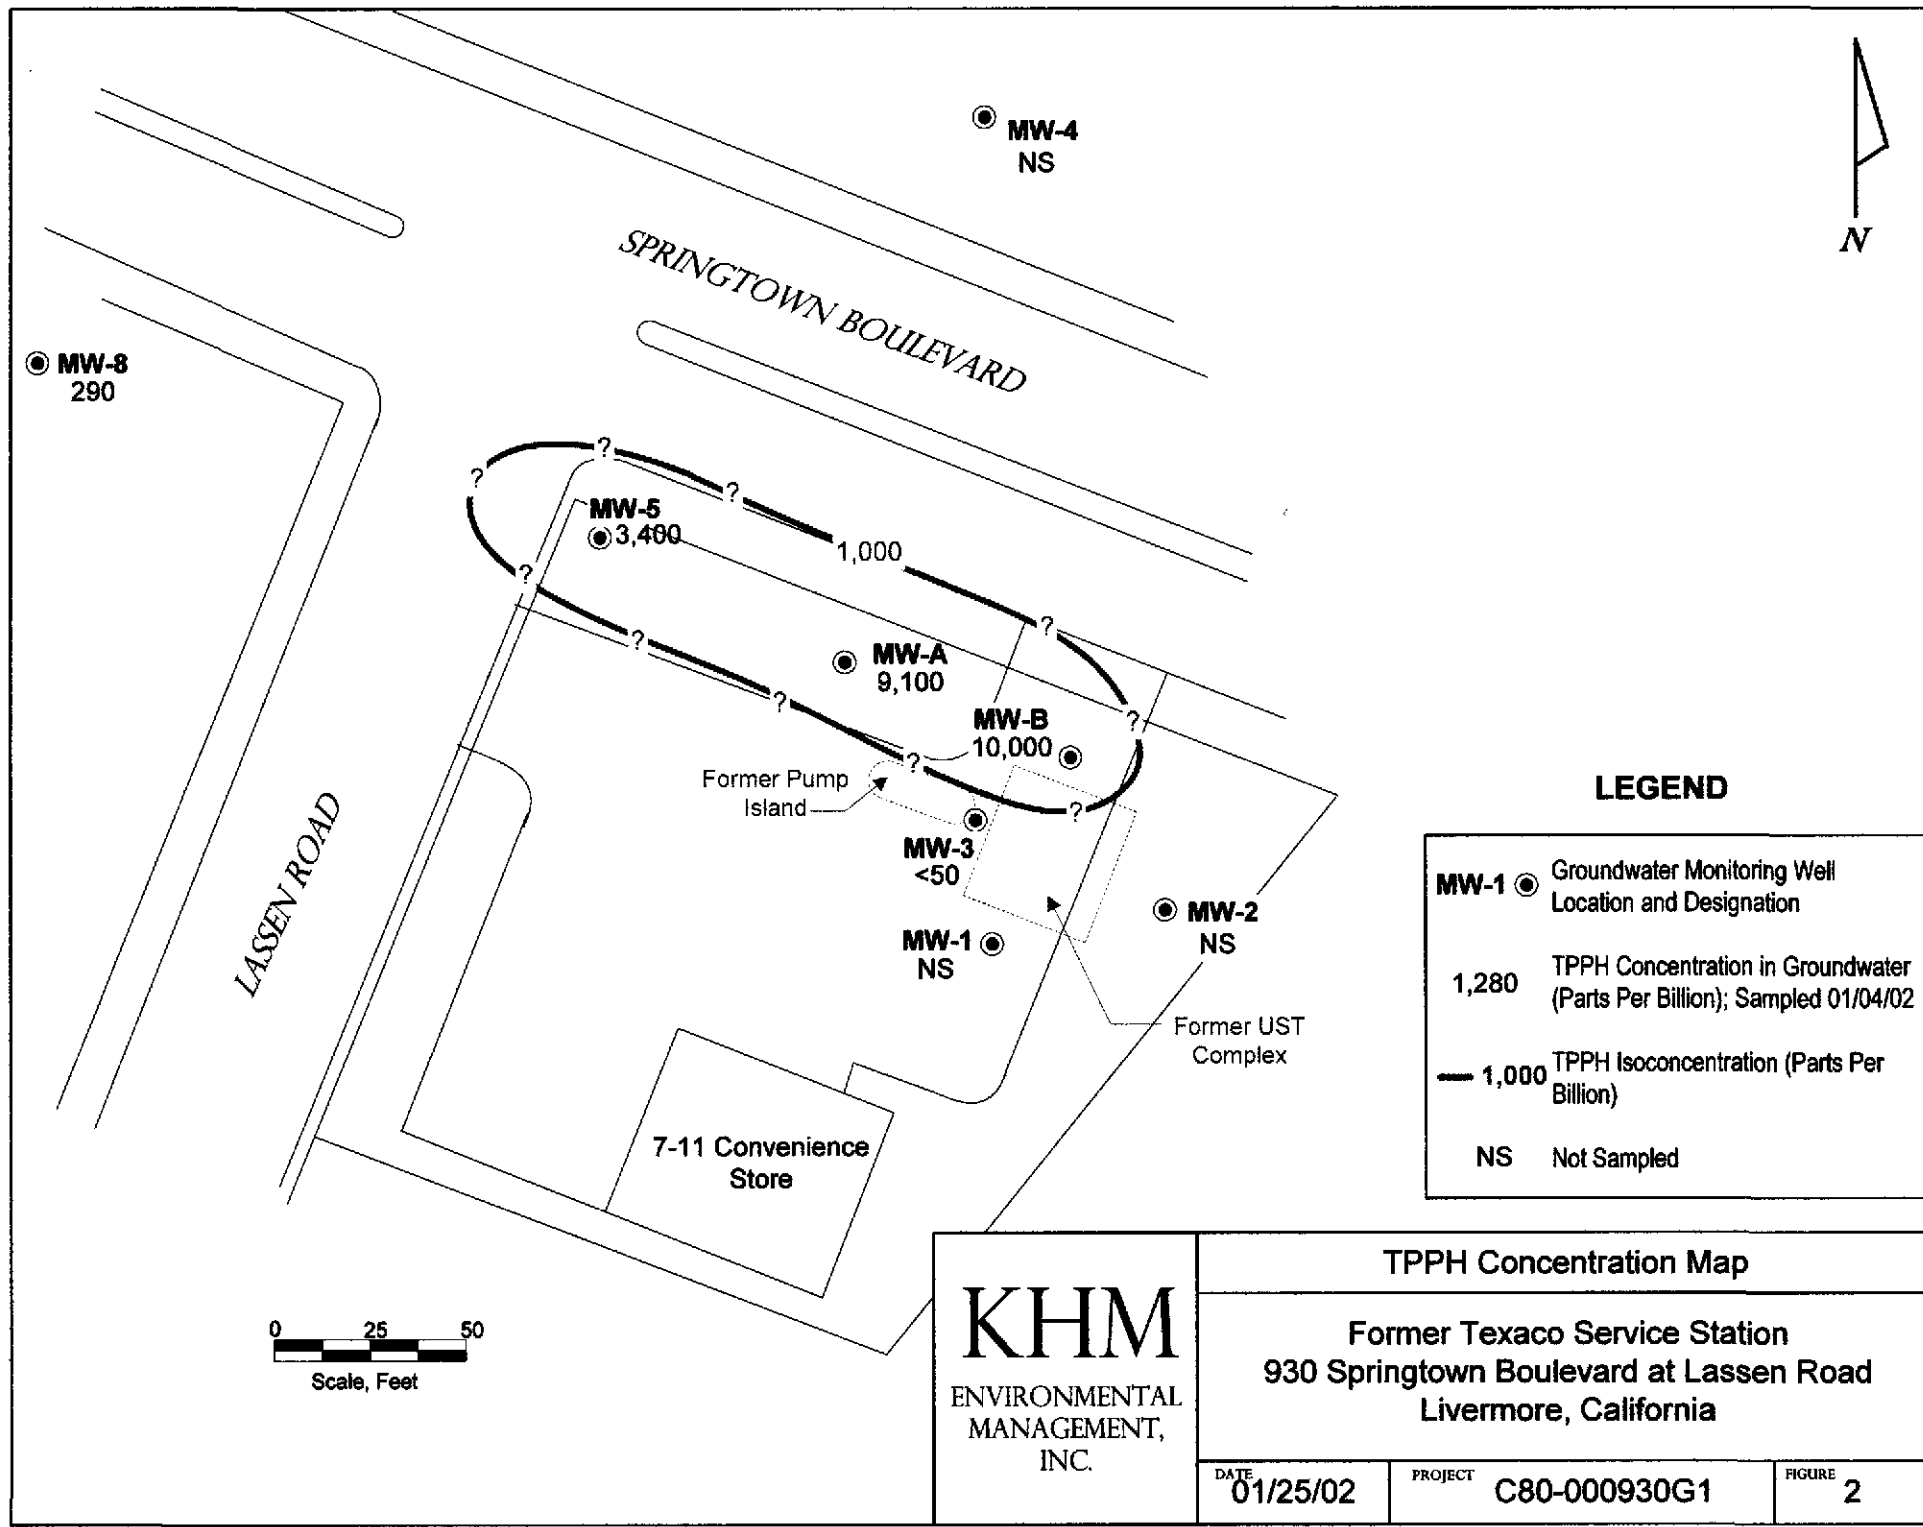 MW-4
NS
N
SPRINGTOWN BOULEVARD
MW-8
290
?
?
?
MW-5
3,400
1,000
?
?
?
MW-A
9,100
?
?
MW-B
10,000
?
?
Former Pump
Island
MW-3
<50
MW-1
NS
MW-2
NS
Former UST
Complex
LASSEN ROAD
7-11 Convenience
Store
0 25 50
Scale, Feet
LEGEND
MW-1 Groundwater Monitoring Well
Location and Designation
1,280 TPPH Concentration in Groundwater
(Parts Per Billion); Sampled 01/04/02
1,000 TPPH Isoconcentration (Parts Per
Billion)
NS Not Sampled
KHM
ENVIRONMENTAL
MANAGEMENT,
INC.
TPPH Concentration Map
Former Texaco Service Station
930 Springtown Boulevard at Lassen Road
Livermore, California
DATE 01/25/02
PROJECT C80-000930G1
FIGURE 2